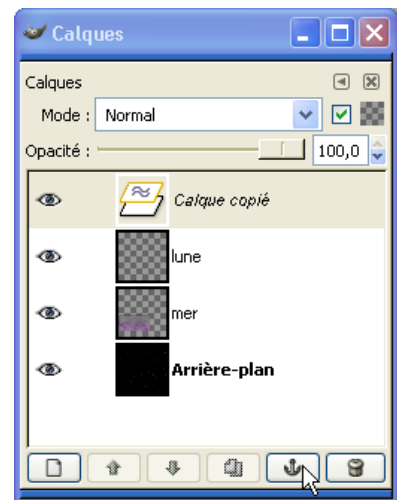 Calques
Calques
Mode : Normal
Opacité : 100,0
Calque copié
lune
mer
Arrière-plan